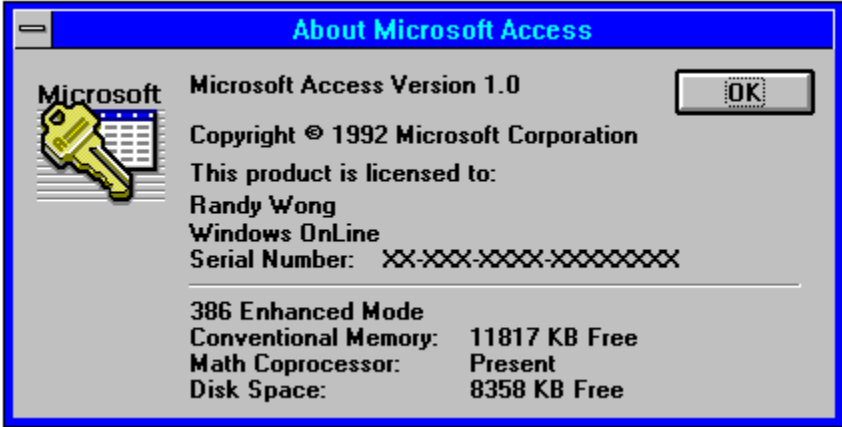 About Microsoft Access
Microsoft
Microsoft Access Version 1.0
OK
Copyright © 1992 Microsoft Corporation
This product is licensed to:
Randy Wong
Windows OnLine
Serial Number: XX-XXX-XXXX-XXXXXXXX
386 Enhanced Mode
Conventional Memory: 11817 KB Free
Math Coprocessor: Present
Disk Space: 8358 KB Free